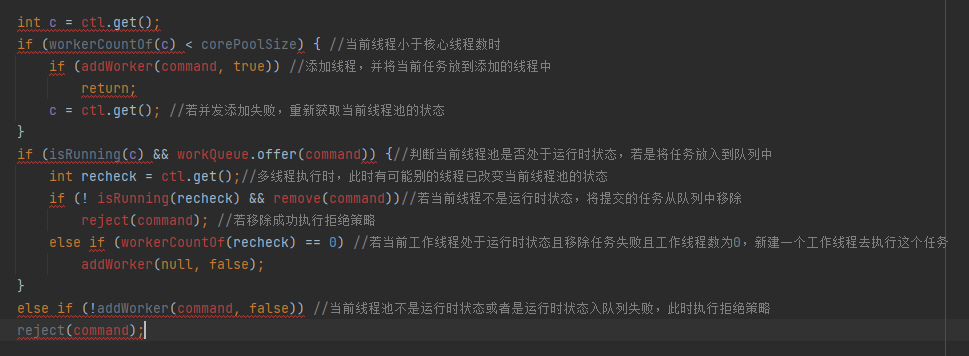 int c = ctl.get();
if (workerCountOf(c) < corePoolSize) { //当前线程小于核心线程数时
    if (addWorker(command, true)) //添加线程，并将当前任务放到添加的线程中
        return;
    c = ctl.get(); //若并发添加失败，重新获取当前线程池的状态
}
if (isRunning(c) && workQueue.offer(command)) {//判断当前线程池是否处于运行时状态，若是将任务放入到队列中
    int recheck = ctl.get();//多线程执行时，此时有可能别的线程已改变当前线程池的状态
    if (! isRunning(recheck) && remove(command))//若当前线程不是运行时状态，将提交的任务从队列中移除
        reject(command); //若移除成功执行拒绝策略
    else if (workerCountOf(recheck) == 0) //若当前工作线程处于运行时状态且移除任务失败且工作线程数为0，新建一个工作线程去执行这个任务
        addWorker(null, false);
}
else if (!addWorker(command, false)) //当前线程池不是运行时状态或者是运行时状态入队列失败，此时执行拒绝策略
reject(command);